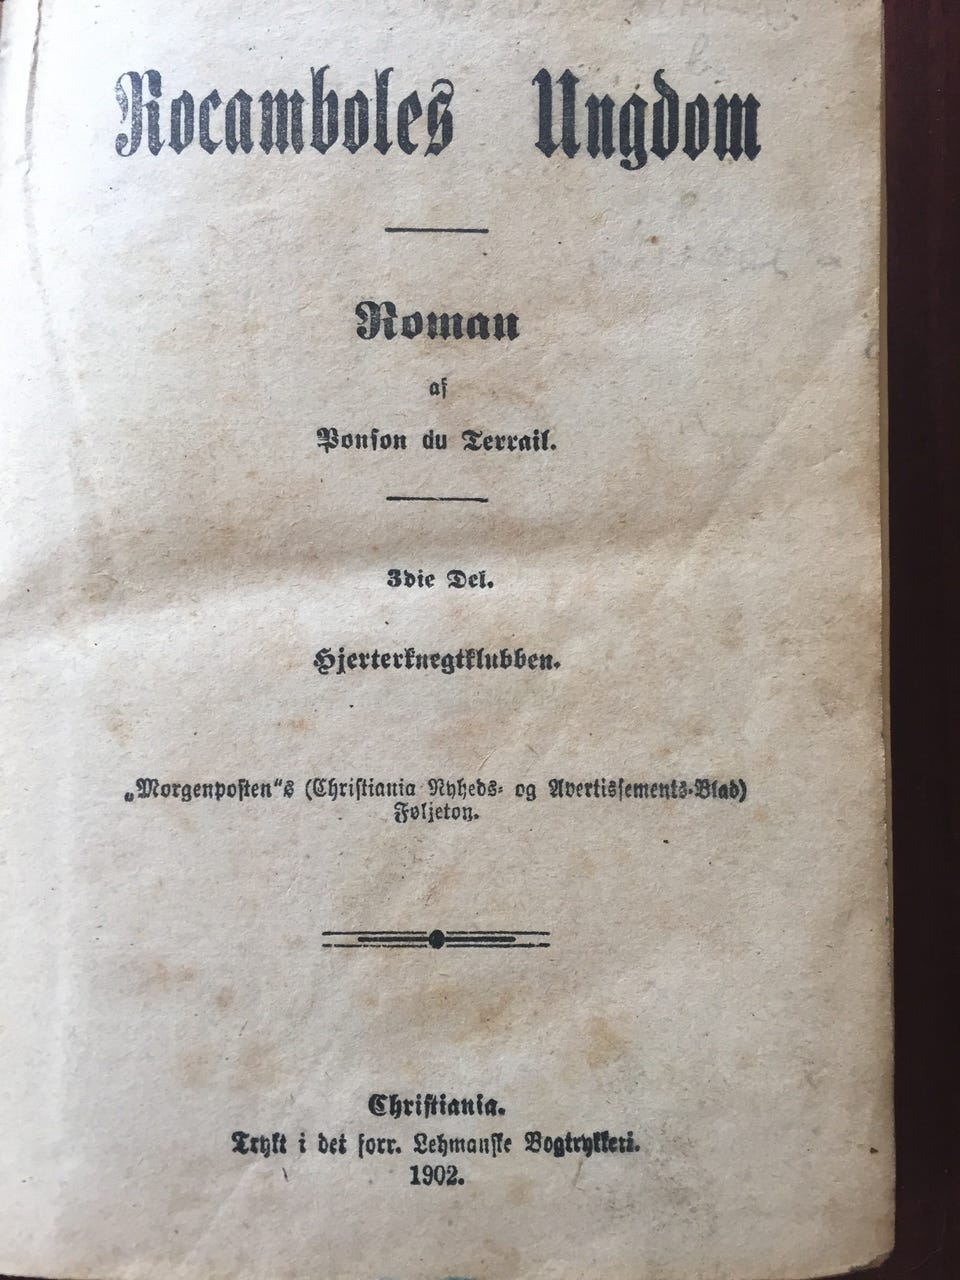 Rocamboles Ungdom
Roman
af
Ponson du Terrail.
3die Del.
Hjerterknegtklubben.
„Morgenposten“s (Christiania Nyheds- og Avertissements-Blad)
Føljeton.
Christiania.
Trykt i det forr. Lehmanske Bogtrykkeri.
1902.